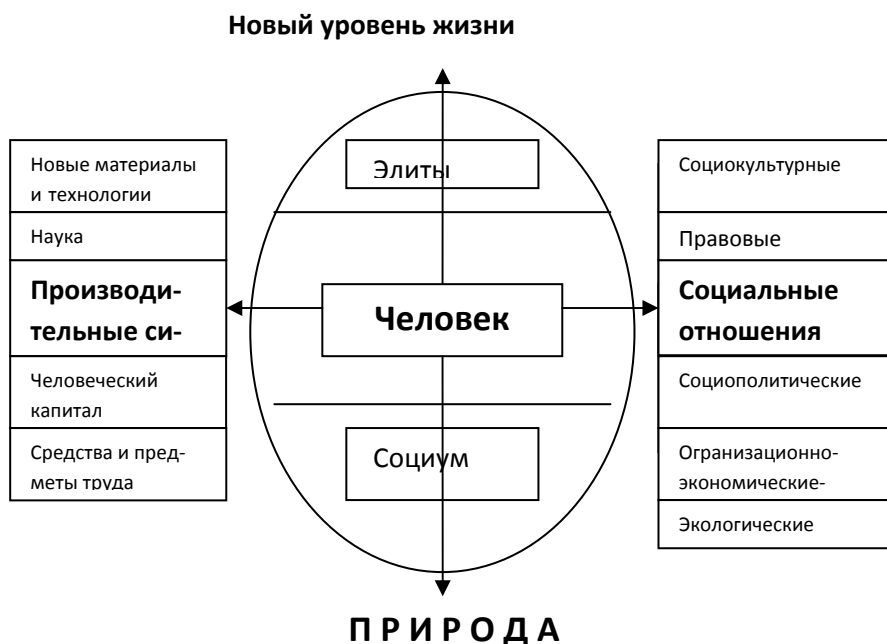 Новый уровень жизни
Новые материалы
и технологии
Наука
Производи-
тельные си-
Человеческий
капитал
Средства и пред-
меты труда
Элиты
Человек
Социум
Социокультурные
Правовые
Социальные
отношения
Социополитические
Огранизационно-
экономические-
Экологические
П Р И Р О Д А